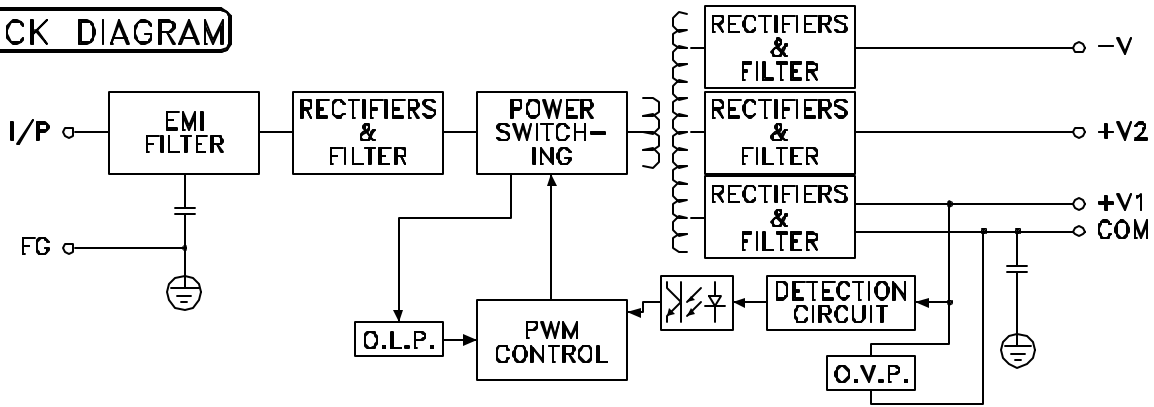 CK DIAGRAM
RECTIFIERS
&
FILTER
-V
I/P
EMI
FILTER
RECTIFIERS
&
FILTER
POWER
SWITCH-
ING
RECTIFIERS
&
FILTER
+V2
RECTIFIERS
&
FILTER
+V1
COM
FG
O.L.P.
PWM
CONTROL
DETECTION
CIRCUIT
O.V.P.